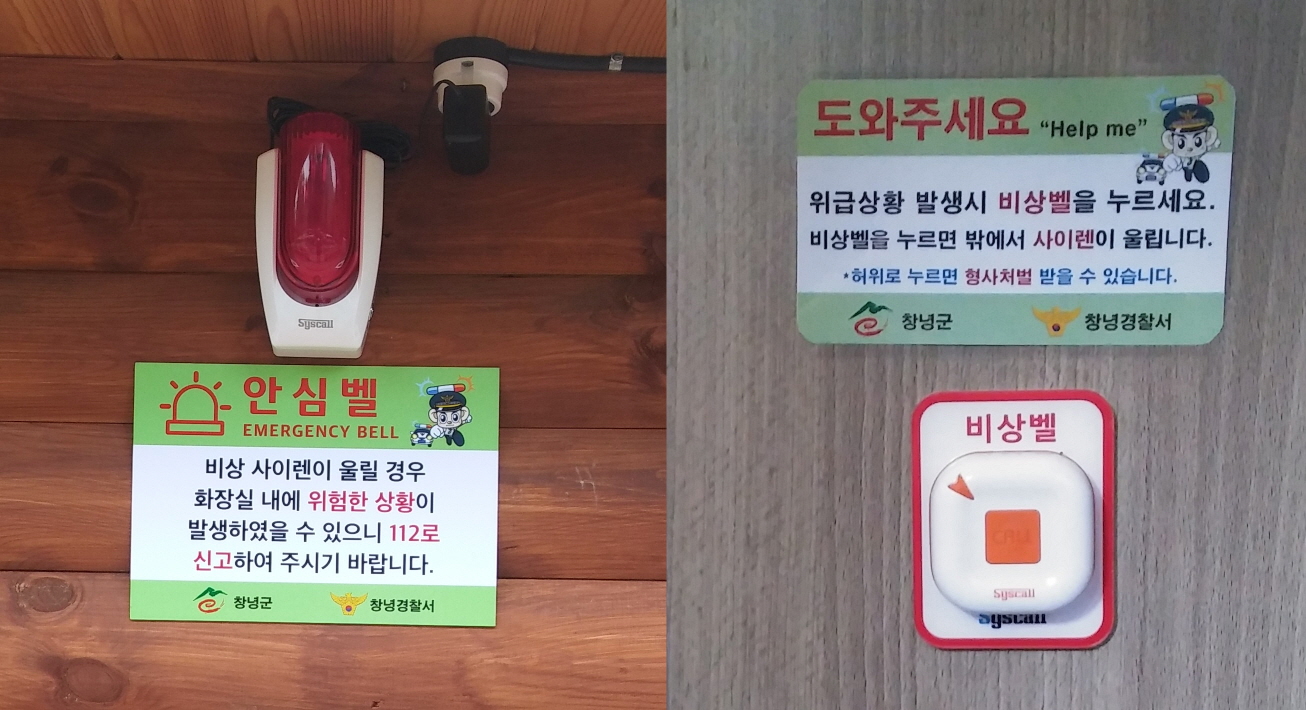 Syscall
안심벨
EMERGENCY BELL
비상 사이렌이 울릴 경우
화장실 내에 위험한 상황이
발생하였을 수 있으니 112로
신고하여 주시기 바랍니다.
창녕군 창녕경찰서
도와주세요 “Help me”
위급상황 발생시 비상벨을 누르세요.
비상벨을 누르면 밖에서 사이렌이 울립니다.
*허위로 누르면 형사처벌 받을 수 있습니다.
창녕군 창녕경찰서
비상벨
CALL
Syscall
Syscall